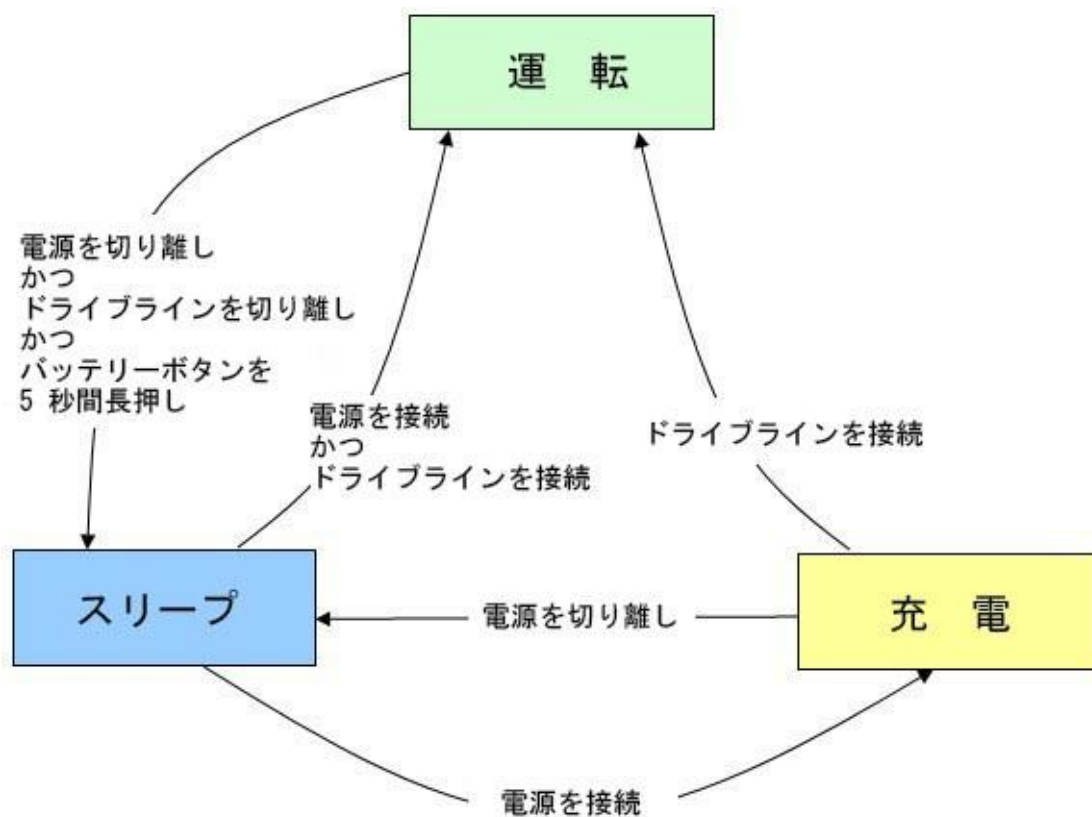 運　転
電源を切り離し
かつ
ドライブラインを切り離し
かつ
バッテリーボタンを
5 秒間長押し
電源を接続
かつ
ドライブラインを接続
ドライブラインを接続
スリープ
電源を切り離し
充　電
電源を接続